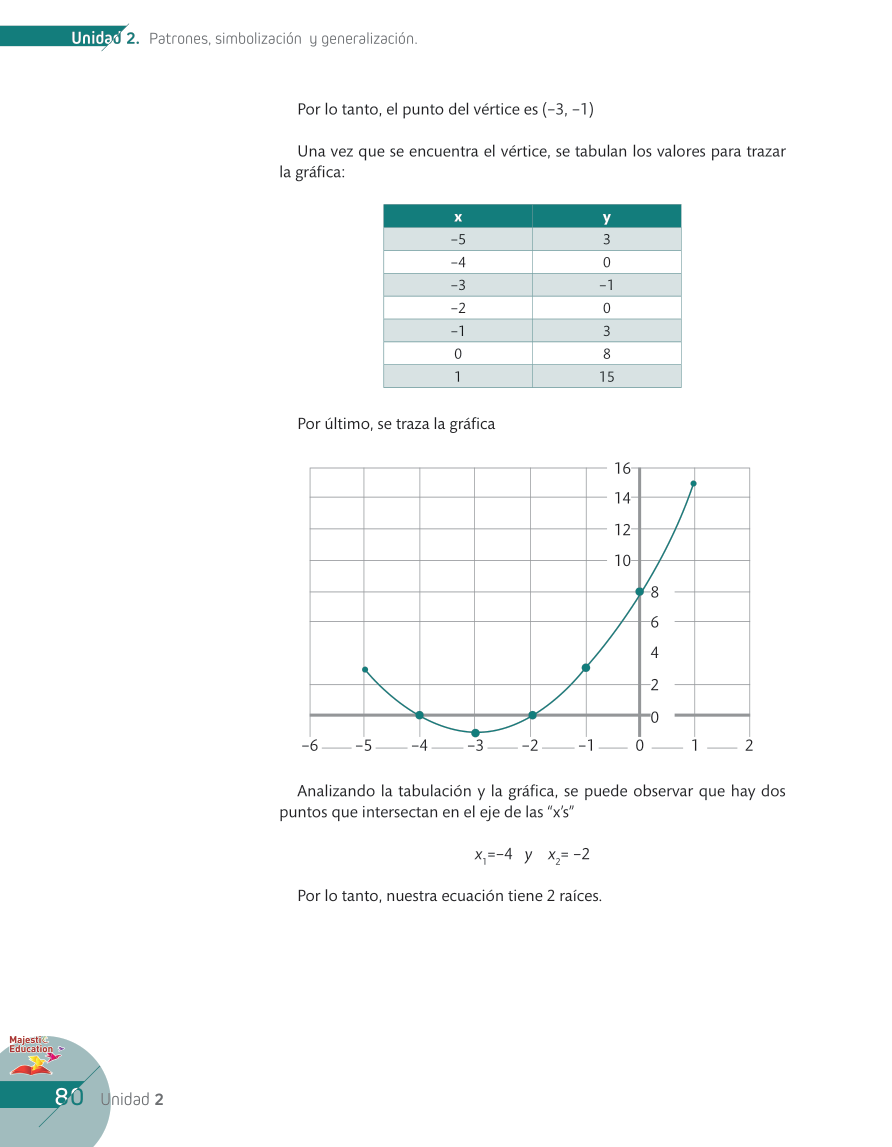 Unidad 2. Patrones, simbolización y generalización.
Por lo tanto, el punto del vértice es (–3, –1)
Una vez que se encuentra el vértice, se tabulan los valores para trazar
la gráfica:
x y
–5 3
–4 0
–3 –1
–2 0
–1 3
0 8
1 15
Por último, se traza la gráfica
16
14
12
10
8
6
4
2
0
–6 –5 –4 –3 –2 –1 0 1 2
Analizando la tabulación y la gráfica, se puede observar que hay dos
puntos que intersectan en el eje de las “x’s”
x1=–4 y x2= –2
Por lo tanto, nuestra ecuación tiene 2 raíces.
Majestic
Education
80 Unidad 2